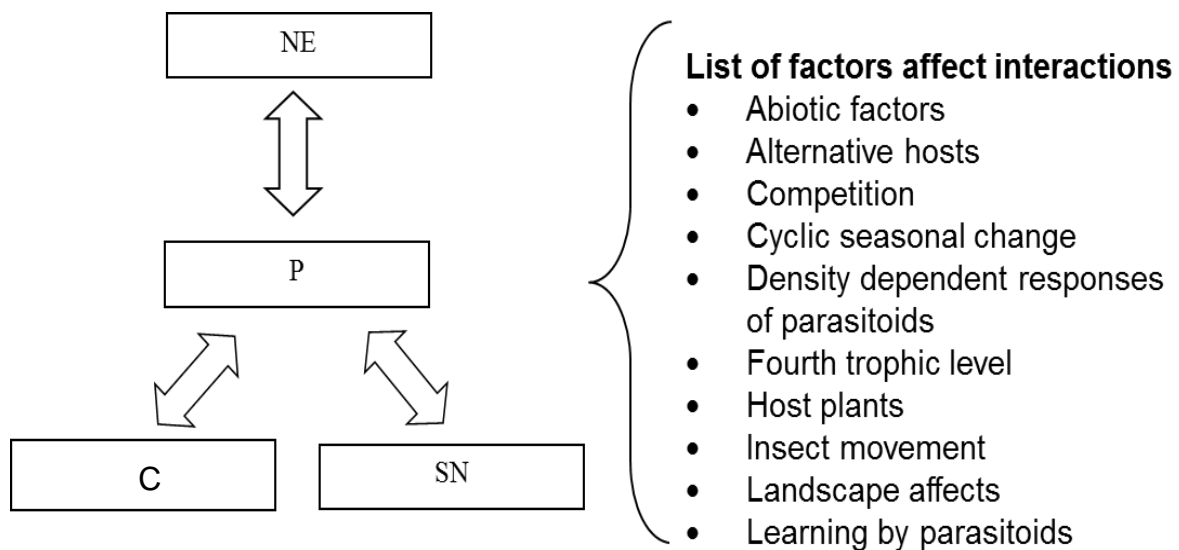 NE
P
C
SN
List of factors affect interactions
• Abiotic factors
• Alternative hosts
• Competition
• Cyclic seasonal change
• Density dependent responses
of parasitoids
• Fourth trophic level
• Host plants
• Insect movement
• Landscape affects
• Learning by parasitoids